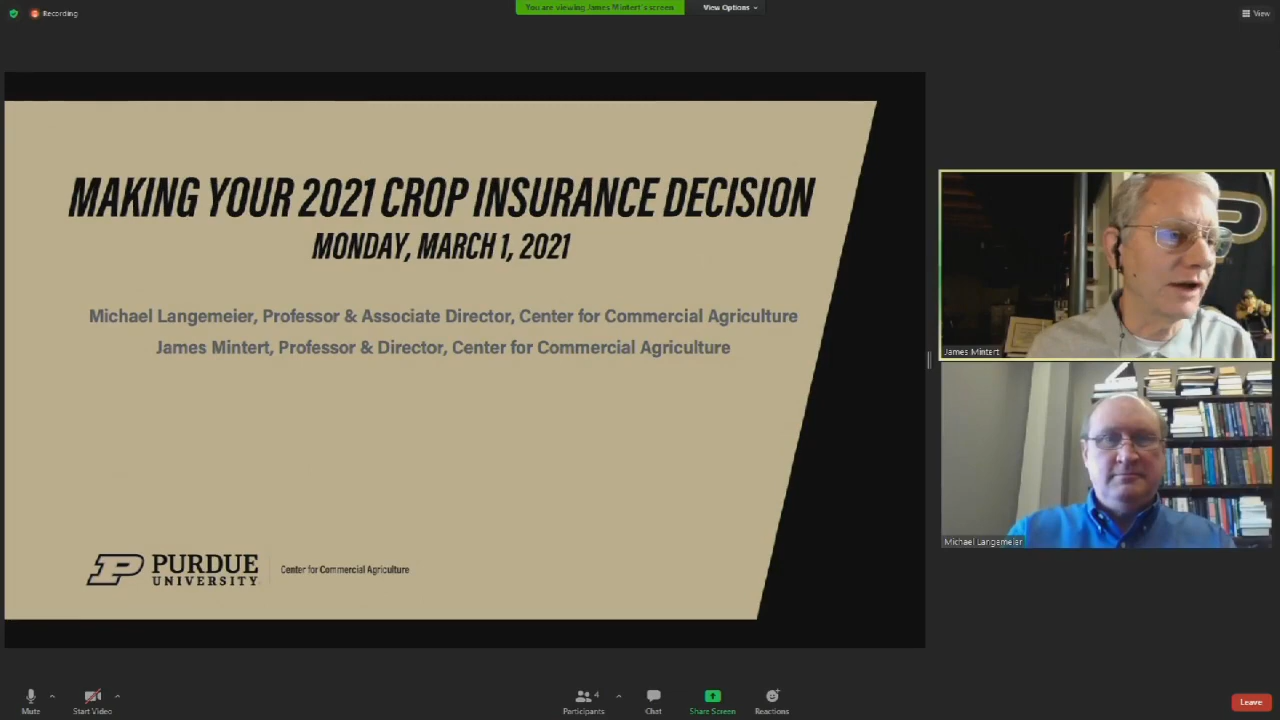 Recording
You are viewing James Mintert's screen
View Options
View
MAKING YOUR 2021 CROP INSURANCE DECISION
MONDAY, MARCH 1, 2021
Michael Langemeier, Professor & Associate Director, Center for Commercial Agriculture
James Mintert, Professor & Director, Center for Commercial Agriculture
P PURDUE
UNIVERSITY
Center for Commercial Agriculture
P
James Mintert
Michael Langemeier
Mute
Start Video
Participants
4
Chat
Share Screen
Reactions
Leave